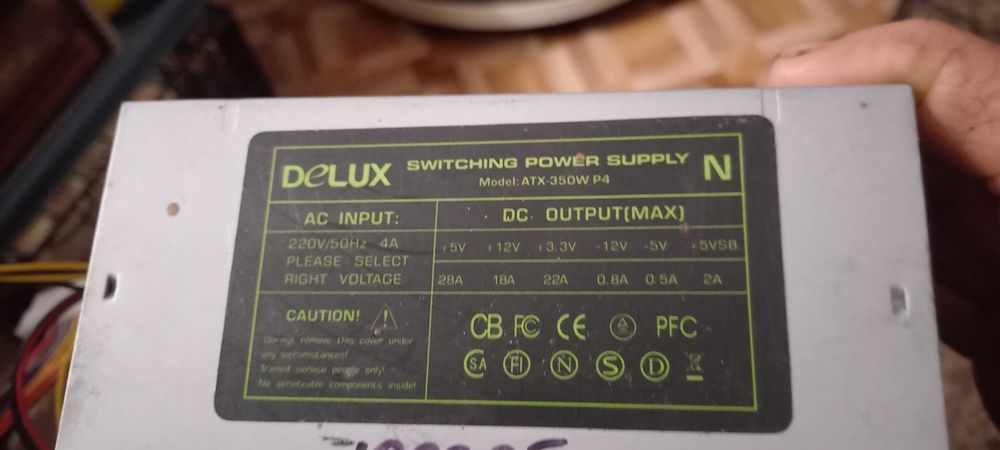 DeLUX SWITCHING POWER SUPPLY N
Model: ATX-350W P4
AC INPUT:
220V/50Hz 4A
PLEASE SELECT
RIGHT VOLTAGE
DC OUTPUT(MAX)
+5V +12V +3.3V -12V -5V +5VSB
28A 18A 22A 0.8A 0.5A 2A
CAUTION!
Do not remove this cover under
any circumstances!
Trained service people only!
No serviceable components inside!
CB FC CE PFC
SA FI N S D